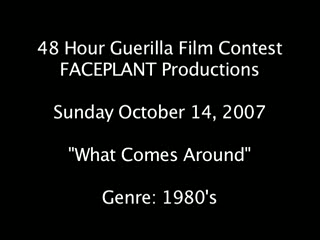 48 Hour Guerilla Film Contest
FACEPLANT Productions
Sunday October 14, 2007
"What Comes Around"
Genre: 1980's